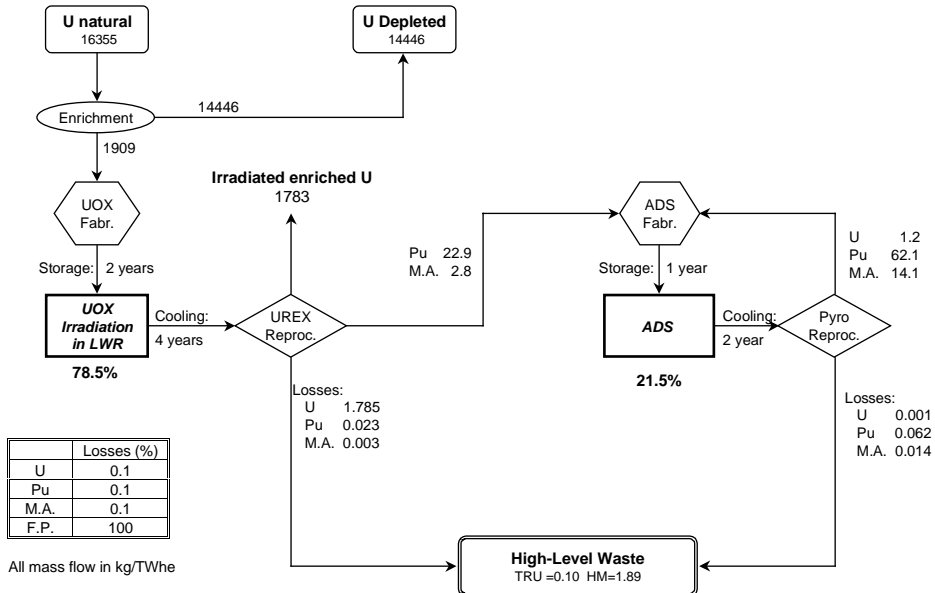 U natural
16355
U Depleted
14446
Enrichment
14446
1909
UOX
Fabr.
Irradiated enriched U
1783
ADS
Fabr.
Pu 22.9
M.A. 2.8
U 1.2
Pu 62.1
M.A. 14.1
Storage: 2 years
Storage: 1 year
UOX
Irradiation
in LWR
Cooling:
4 years
UREX
Reproc.
ADS
Cooling:
2 year
Pyro
Reproc.
78.5%
21.5%
Losses:
U 1.785
Pu 0.023
M.A. 0.003
Losses:
U 0.001
Pu 0.062
M.A. 0.014
Losses (%)
U 0.1
Pu 0.1
M.A. 0.1
F.P. 100
High-Level Waste
TRU =0.10 HM=1.89
All mass flow in kg/TWhe